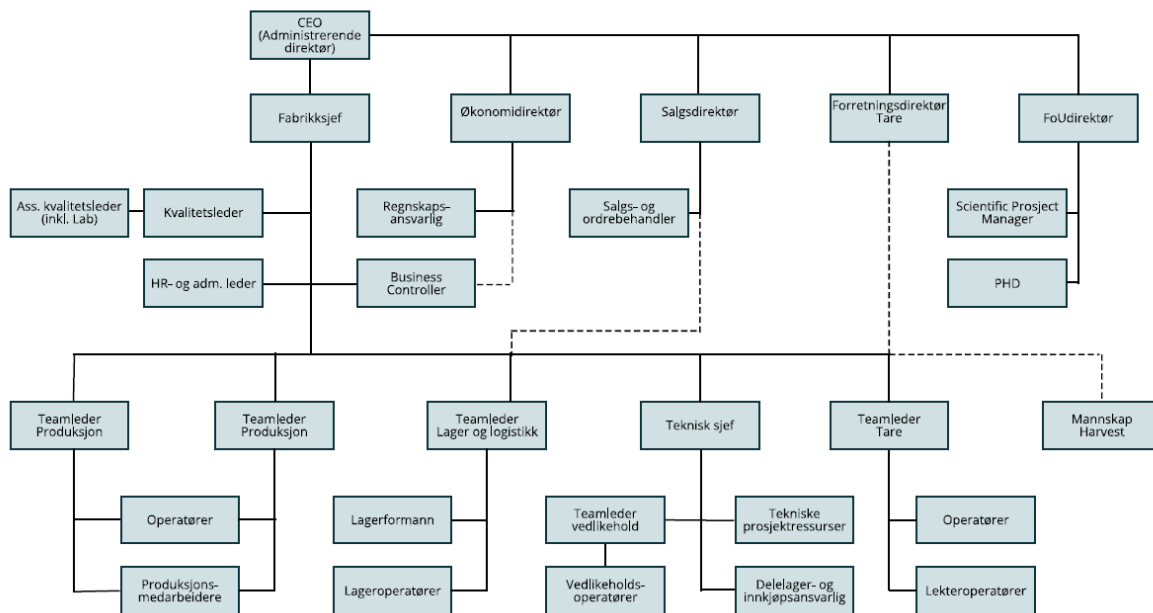 CEO
(Administrerende
direktør)
Fabrikksjef
Økonomidirektør
Salgsdirektør
Forretningsdirektør
Tare
FoUdirektør
Ass. kvalitetsleder
(inkl. Lab)
Kvalitetsleder
Regnskaps-
ansvarlig
Salgs- og
ordrebehandler
Scientific Prosject
Manager
HR- og adm. leder
Business
Controller
PHD
Teamleder
Produksjon
Teamleder
Produksjon
Teamleder
Lager og logistikk
Teknisk sjef
Teamleder
Tare
Mannskap
Harvest
Operatører
Lagerformann
Teamleder
vedlikehold
Tekniske
prosjektressurser
Operatører
Produksjons-
medarbeidere
Lageroperatører
Vedlikeholds-
operatører
Delelager- og
innkjøpsansvarlig
Lekteroperatører